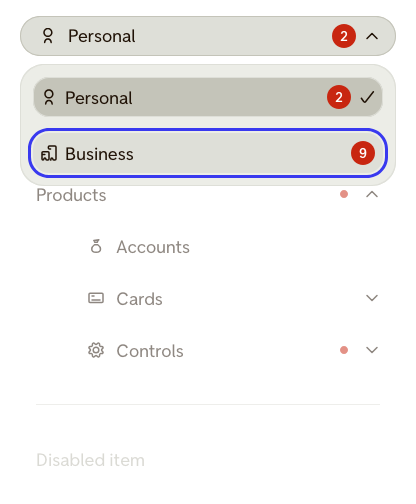 Personal 2
Personal 2
Business 9
Products
Accounts
Cards
Controls
Disabled item